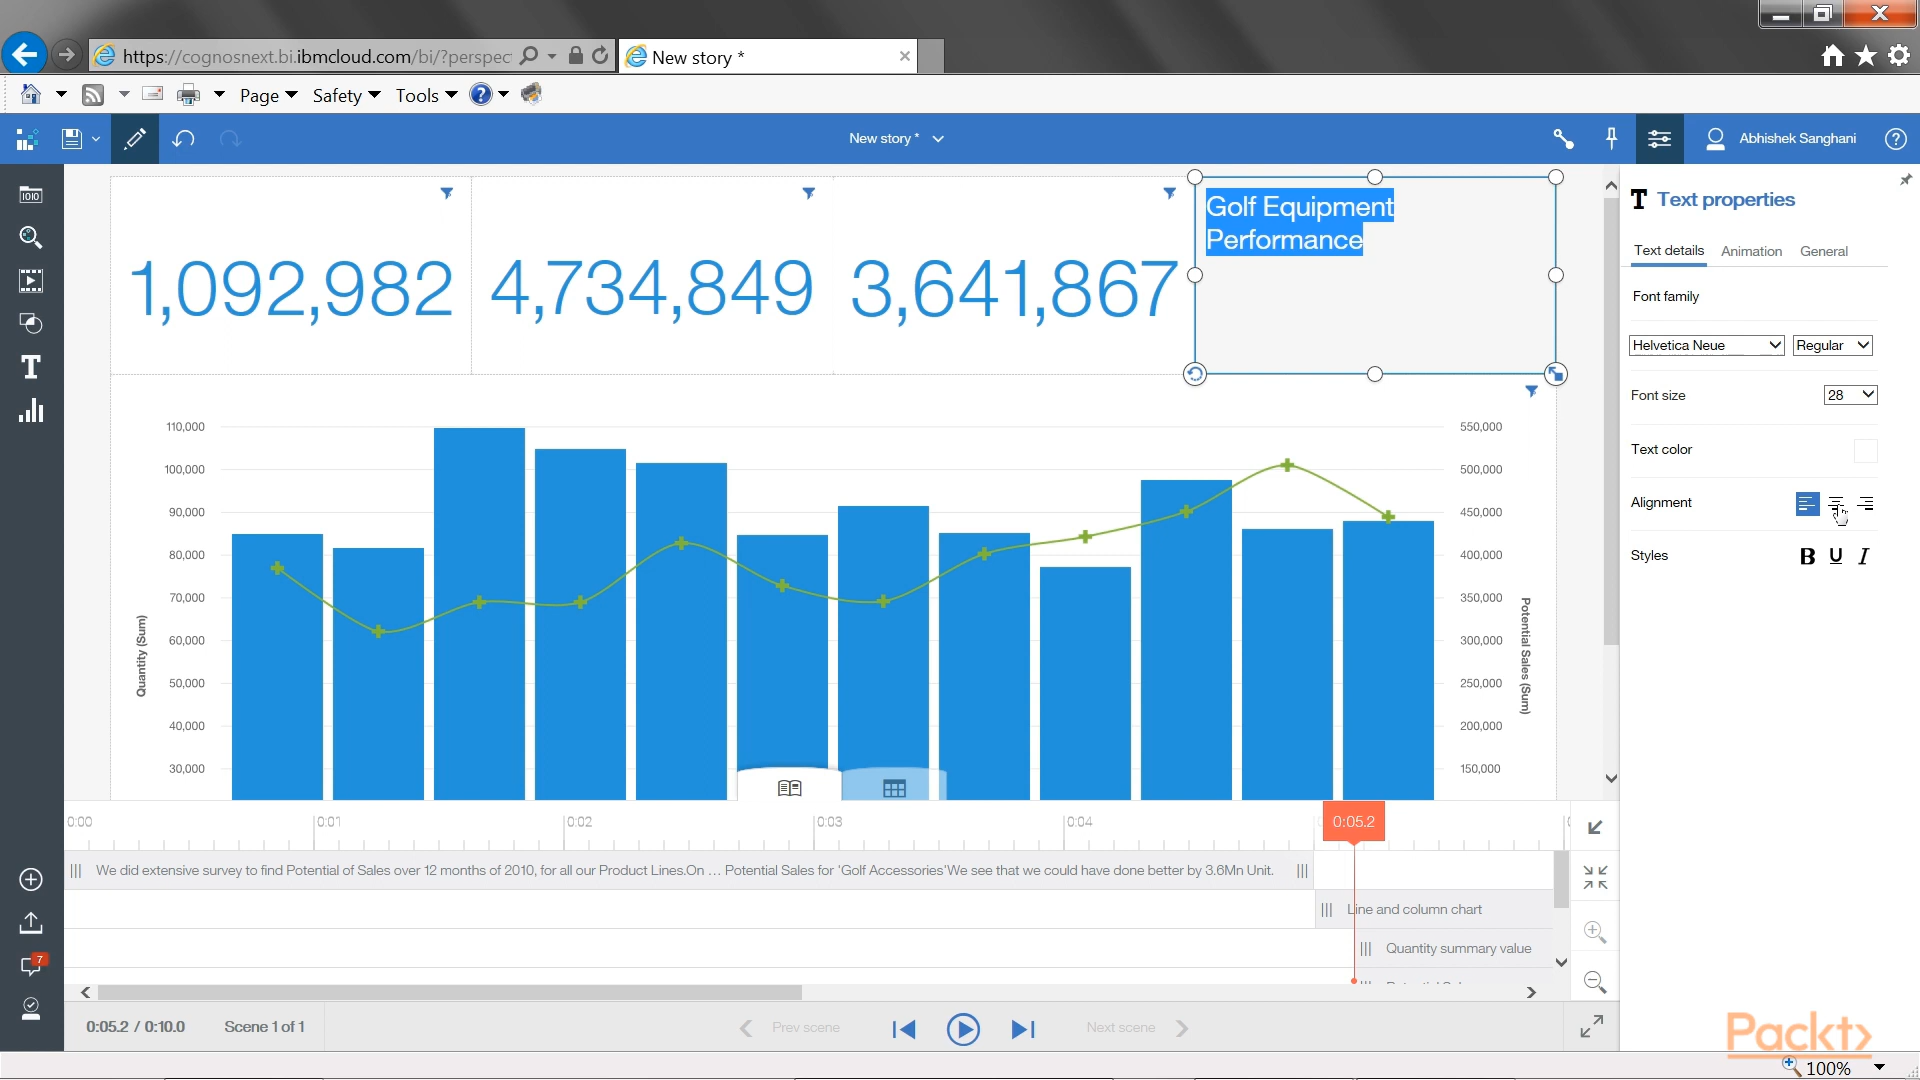 https://cognosnext.bi.ibmcloud.com/bi/?perspec
New story *
Page
Safety
Tools
New story *
Abhishek Sanghani
1,092,982
4,734,849
3,641,867
Golf Equipment
Performance
Text properties
Text details
Animation
General
Font family
Helvetica Neue
Regular
Font size
28
Text color
Alignment
Styles
B U I
Quantity (Sum)
110,000
100,000
90,000
80,000
70,000
60,000
50,000
40,000
30,000
550,000
500,000
450,000
400,000
350,000
300,000
250,000
200,000
150,000
Potential Sales (Sum)
0:00
0:01
0:02
0:03
0:04
0:05.2
We did extensive survey to find Potential of Sales over 12 months of 2010, for all our Product Lines.On ... Potential Sales for 'Golf Accessories'We see that we could have done better by 3.6Mn Unit.
Line and column chart
Quantity summary value
7
0:05.2 / 0:10.0
Scene 1 of 1
Prev scene
Next scene
Packt>
100%